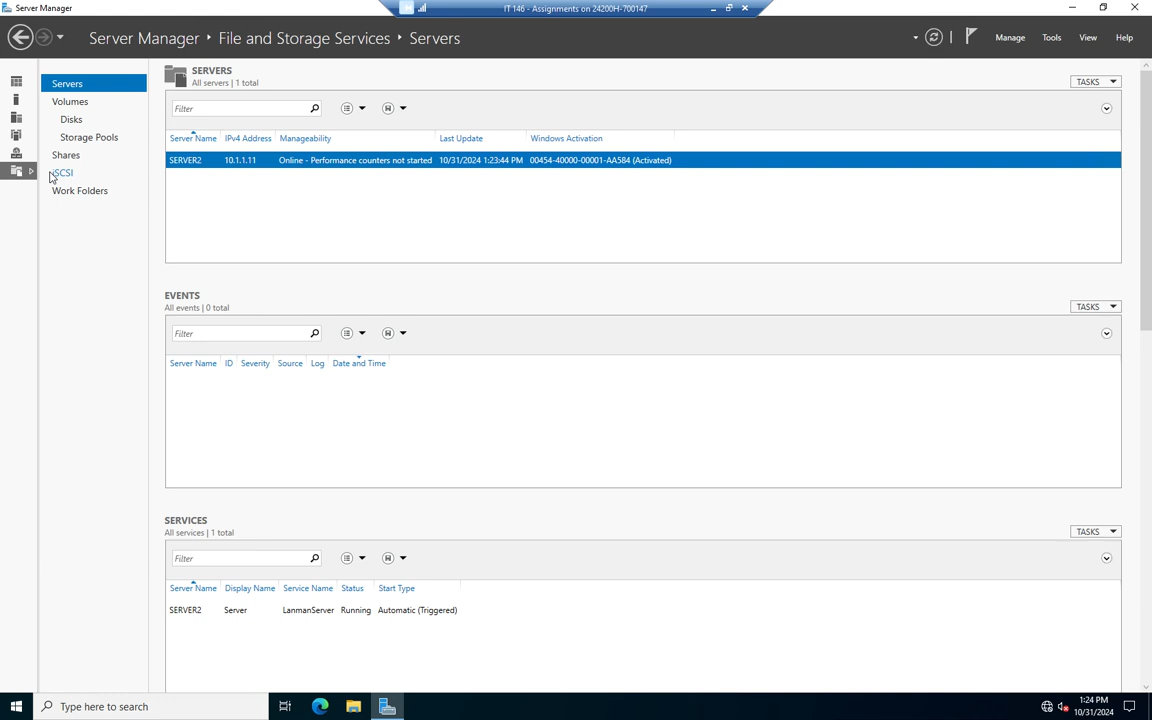 Server Manager
IT 146 - Assignments on 24200H-700147
Server Manager • File and Storage Services • Servers
Manage Tools View Help
Servers
Volumes
Disks
Storage Pools
Shares
iSCSI
Work Folders
SERVERS
All servers | 1 total
TASKS
Filter
Server Name IPv4 Address Manageability Last Update Windows Activation
SERVER2 10.1.1.11 Online - Performance counters not started 10/31/2024 1:23:44 PM 00454-40000-00001-AA584 (Activated)
EVENTS
All events | 0 total
TASKS
Filter
Server Name ID Severity Source Log Date and Time
SERVICES
All services | 1 total
TASKS
Filter
Server Name Display Name Service Name Status Start Type
SERVER2 Server LanmanServer Running Automatic (Triggered)
Type here to search
1:24 PM
10/31/2024